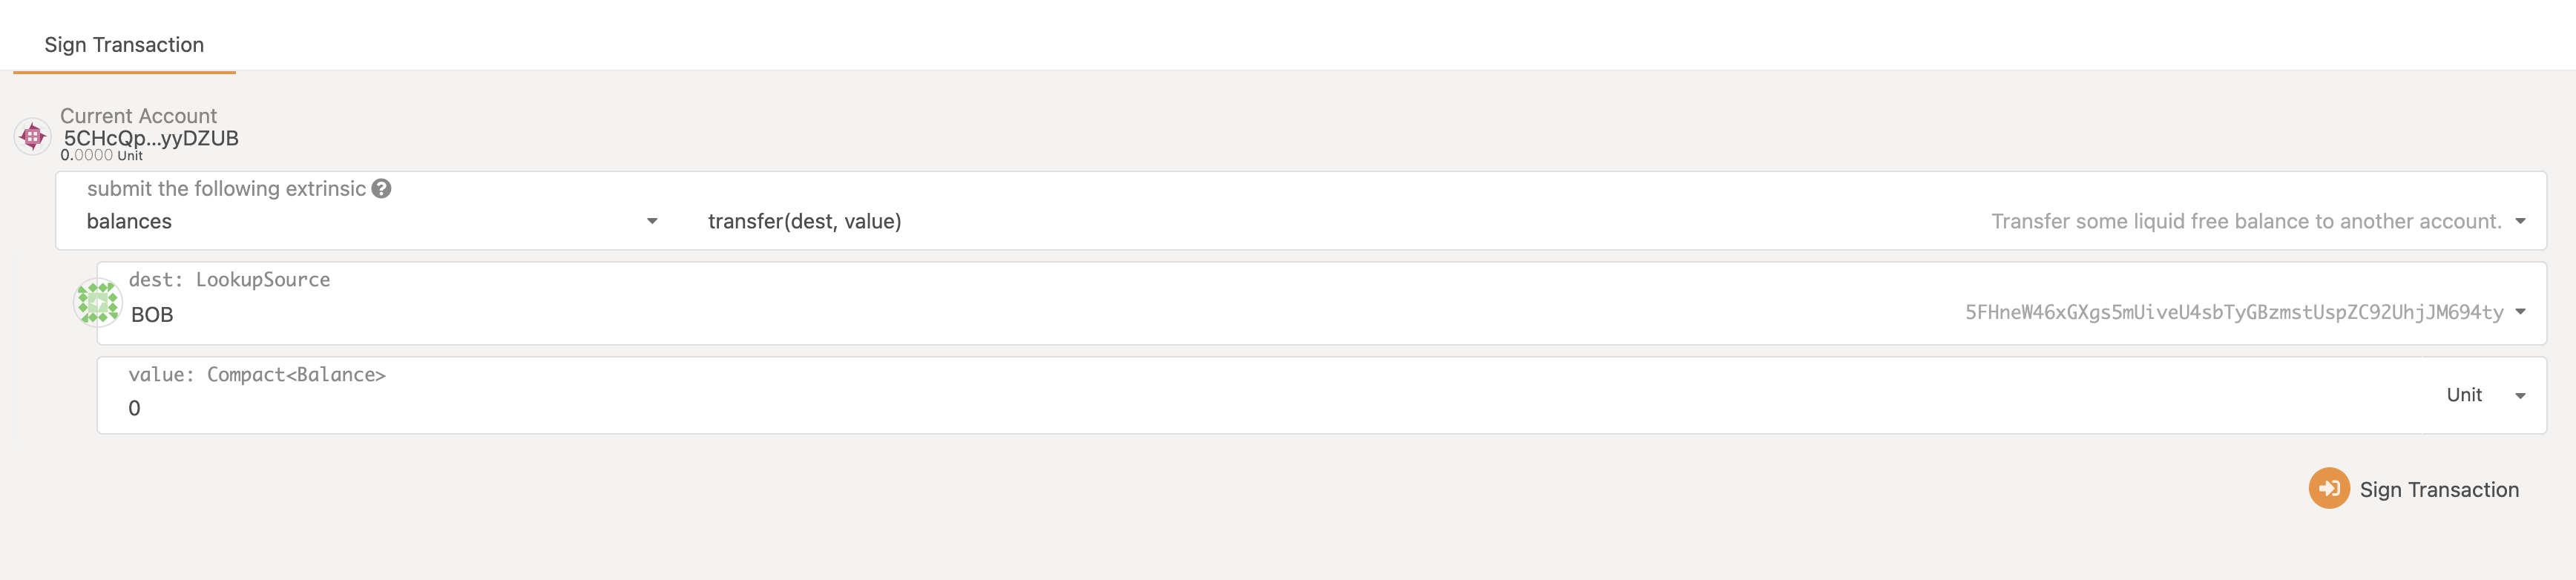 Sign Transaction
Current Account
5CHcQp...yyDZUB
0.0000 Unit
submit the following extrinsic ?
balances transfer(dest, value) Transfer some liquid free balance to another account.
dest: LookupSource
BOB 5FHneW46xGXgs5mUiveU4sbTyGBzmstUspZC92UhjJM694ty
value: Compact<Balance>
0 Unit
Sign Transaction